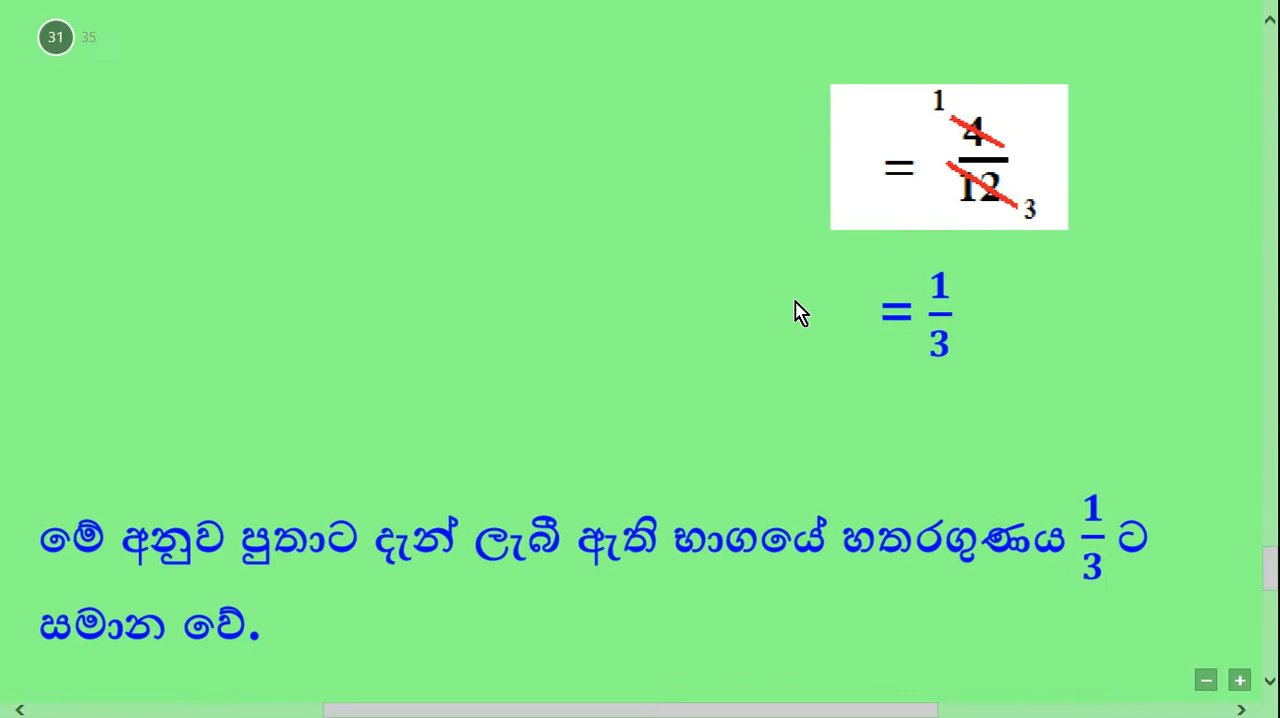 31 35
1
= 4/12
3
= 1/3
මේ අනුව පුතාට දැන් ලැබී ඇති භාගයේ හතරගුණය 1/3 ට
සමාන වේ.